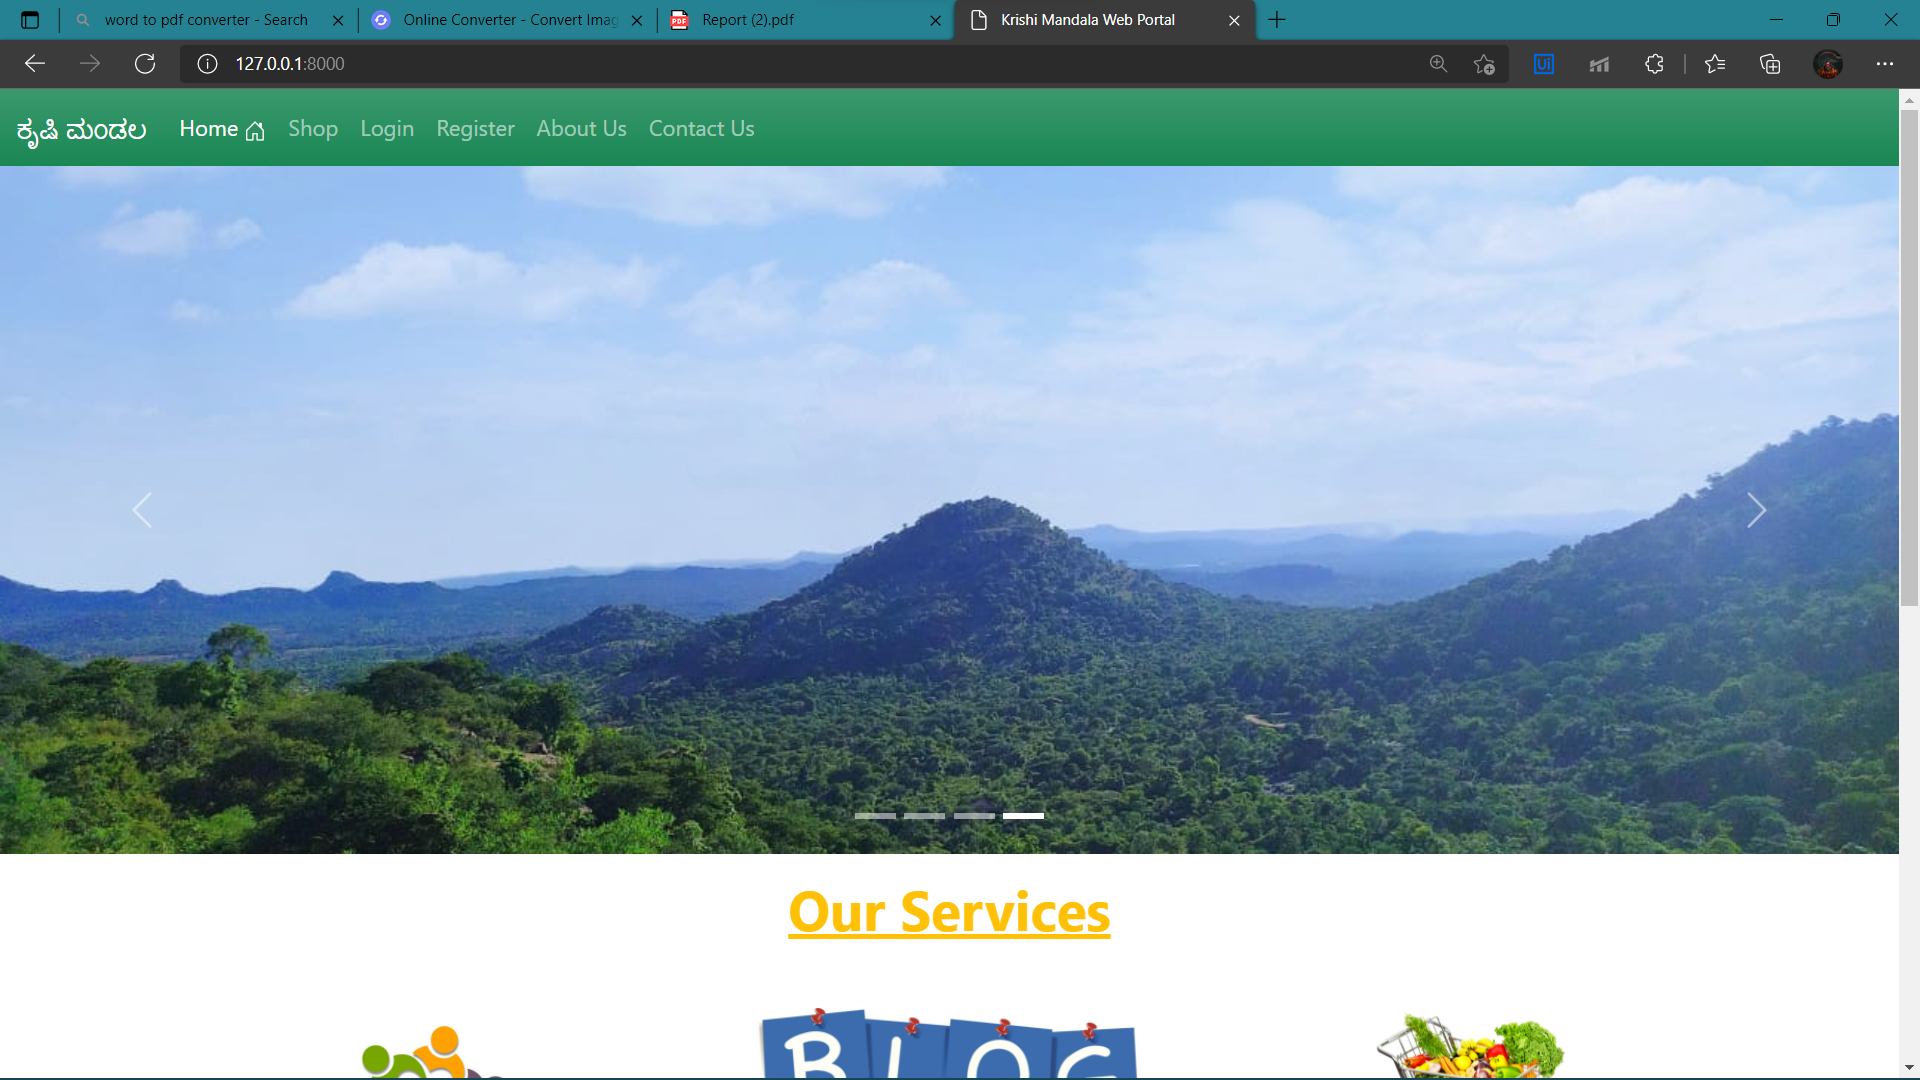 word to pdf converter - Search
Online Converter - Convert Imag
Report (2).pdf
Krishi Mandala Web Portal
127.0.0.1:8000
ಕೃಷಿ ಮಂಡಲ Home Shop Login Register About Us Contact Us
Our Services
BLOG